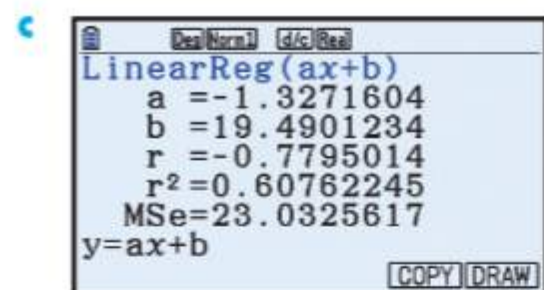 c
Deg Norm1 d/c Real
LinearReg(ax+b)
a =-1.3271604
b =19.4901234
r =-0.7795014
r²=0.60762245
MSe=23.0325617
y=ax+b
COPY DRAW